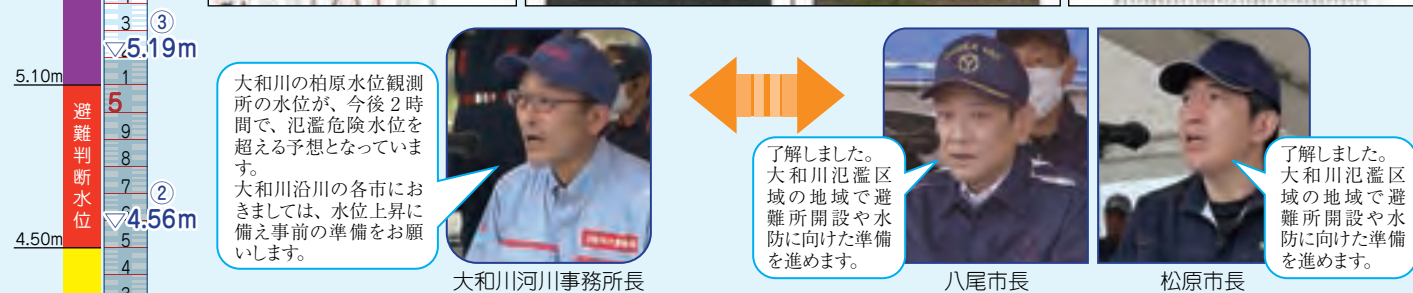 3
③
▽5.19m
5.10m
1
5
避難判断水位
9
8
7
②
▽4.56m
4.50m
5
4
3
大和川の柏原水位観測
所の水位が、今後2時
間で、氾濫危険水位を
超える予想となっていま
す。
大和川沿川の各市にお
きましては、水位上昇に
備え事前の準備をお願
いします。
大和川河川事務所長
了解しました。
大和川氾濫区
域の地域で避
難所開設や水
防に向けた準備
を進めます。
八尾市長
了解しました。
大和川氾濫区
域の地域で避
難所開設や水
防に向けた準備
を進めます。
松原市長